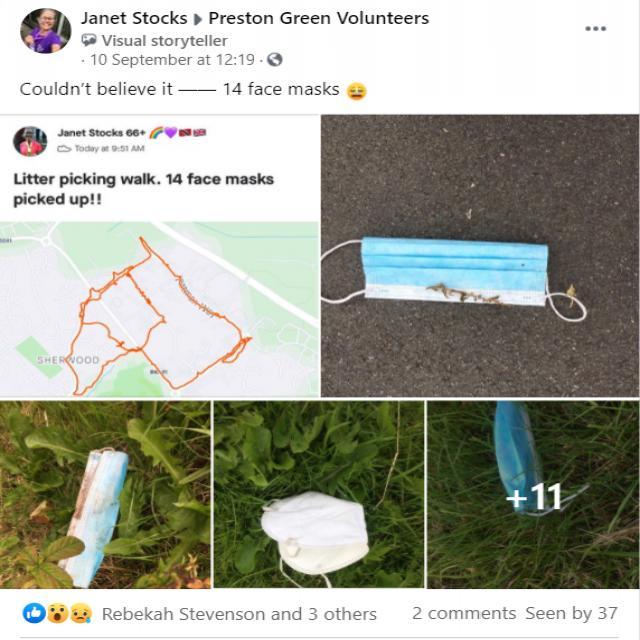 Janet Stocks ▸ Preston Green Volunteers
Visual storyteller
· 10 September at 12:19 ·
Couldn't believe it —— 14 face masks 😅
Janet Stocks 66+ 🌈💜🇹🇹🇬🇧
Today at 9:51 AM
Litter picking walk. 14 face masks
picked up!!
SHERWOOD
+11
Rebekah Stevenson and 3 others 2 comments Seen by 37